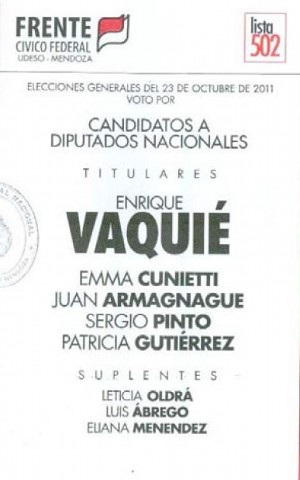 FRENTE
CIVICO FEDERAL
UDESO - MENDOZA
lista
502
ELECCIONES GENERALES DEL 23 DE OCTUBRE DE 2011
VOTO POR
CANDIDATOS A
DIPUTADOS NACIONALES
TITULARES
ENRIQUE
VAQUIÉ
EMMA CUNIETTI
JUAN ARMAGNAGUE
SERGIO PINTO
PATRICIA GUTIÉRREZ
SUPLENTES
LETICIA OLDRÁ
LUIS ÁBREGO
ELIANA MENENDEZ